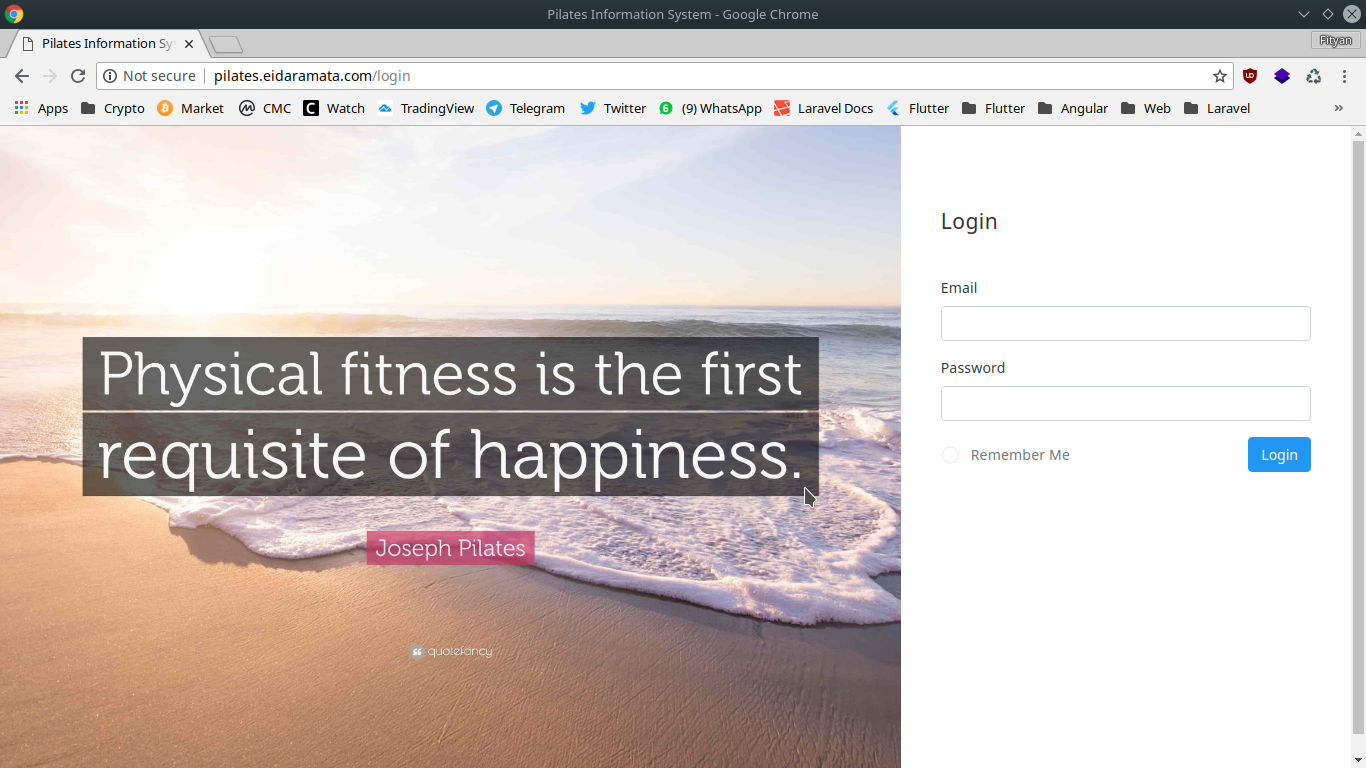 Pilates Information System - Google Chrome
Pilates Information Sy
Fityan
Not secure
pilates.eidaramata.com/login
Apps
Crypto
Market
CMC
C
Watch
TradingView
Telegram
Twitter
6
(9) WhatsApp
Laravel Docs
Flutter
Flutter
Angular
Web
Laravel
»
Physical fitness is the first
requisite of happiness.
Joseph Pilates
quotefancy
Login
Email
Password
Remember Me
Login